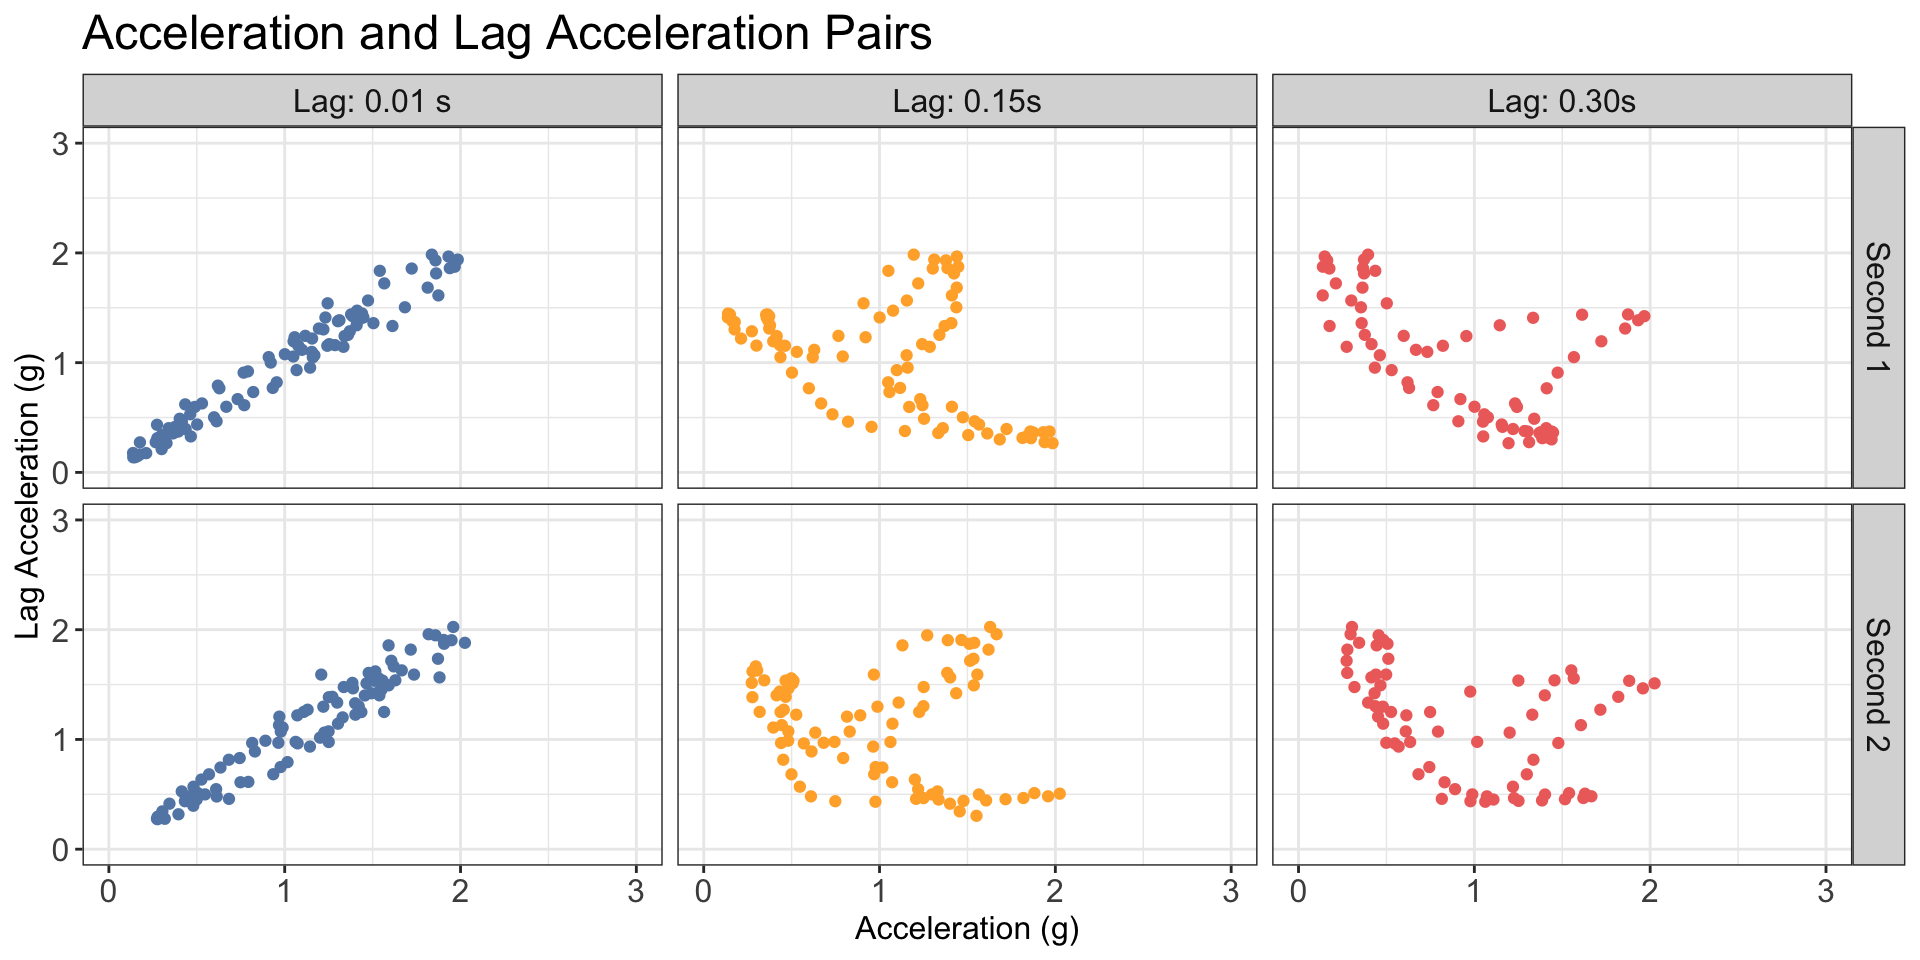 Acceleration and Lag Acceleration Pairs
Lag: 0.01 s
Lag: 0.15s
Lag: 0.30s
3
2
1
0
Second 1
Lag Acceleration (g)
3
2
1
0
Second 2
0 1 2 3
0 1 2 3
0 1 2 3
Acceleration (g)